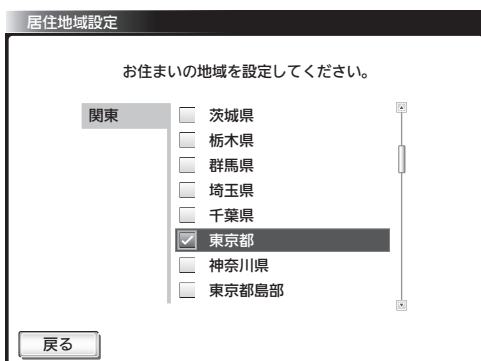 居住地域設定
お住まいの地域を設定してください。
関東
茨城県
栃木県
群馬県
埼玉県
千葉県
東京都
神奈川県
東京都島部
戻る